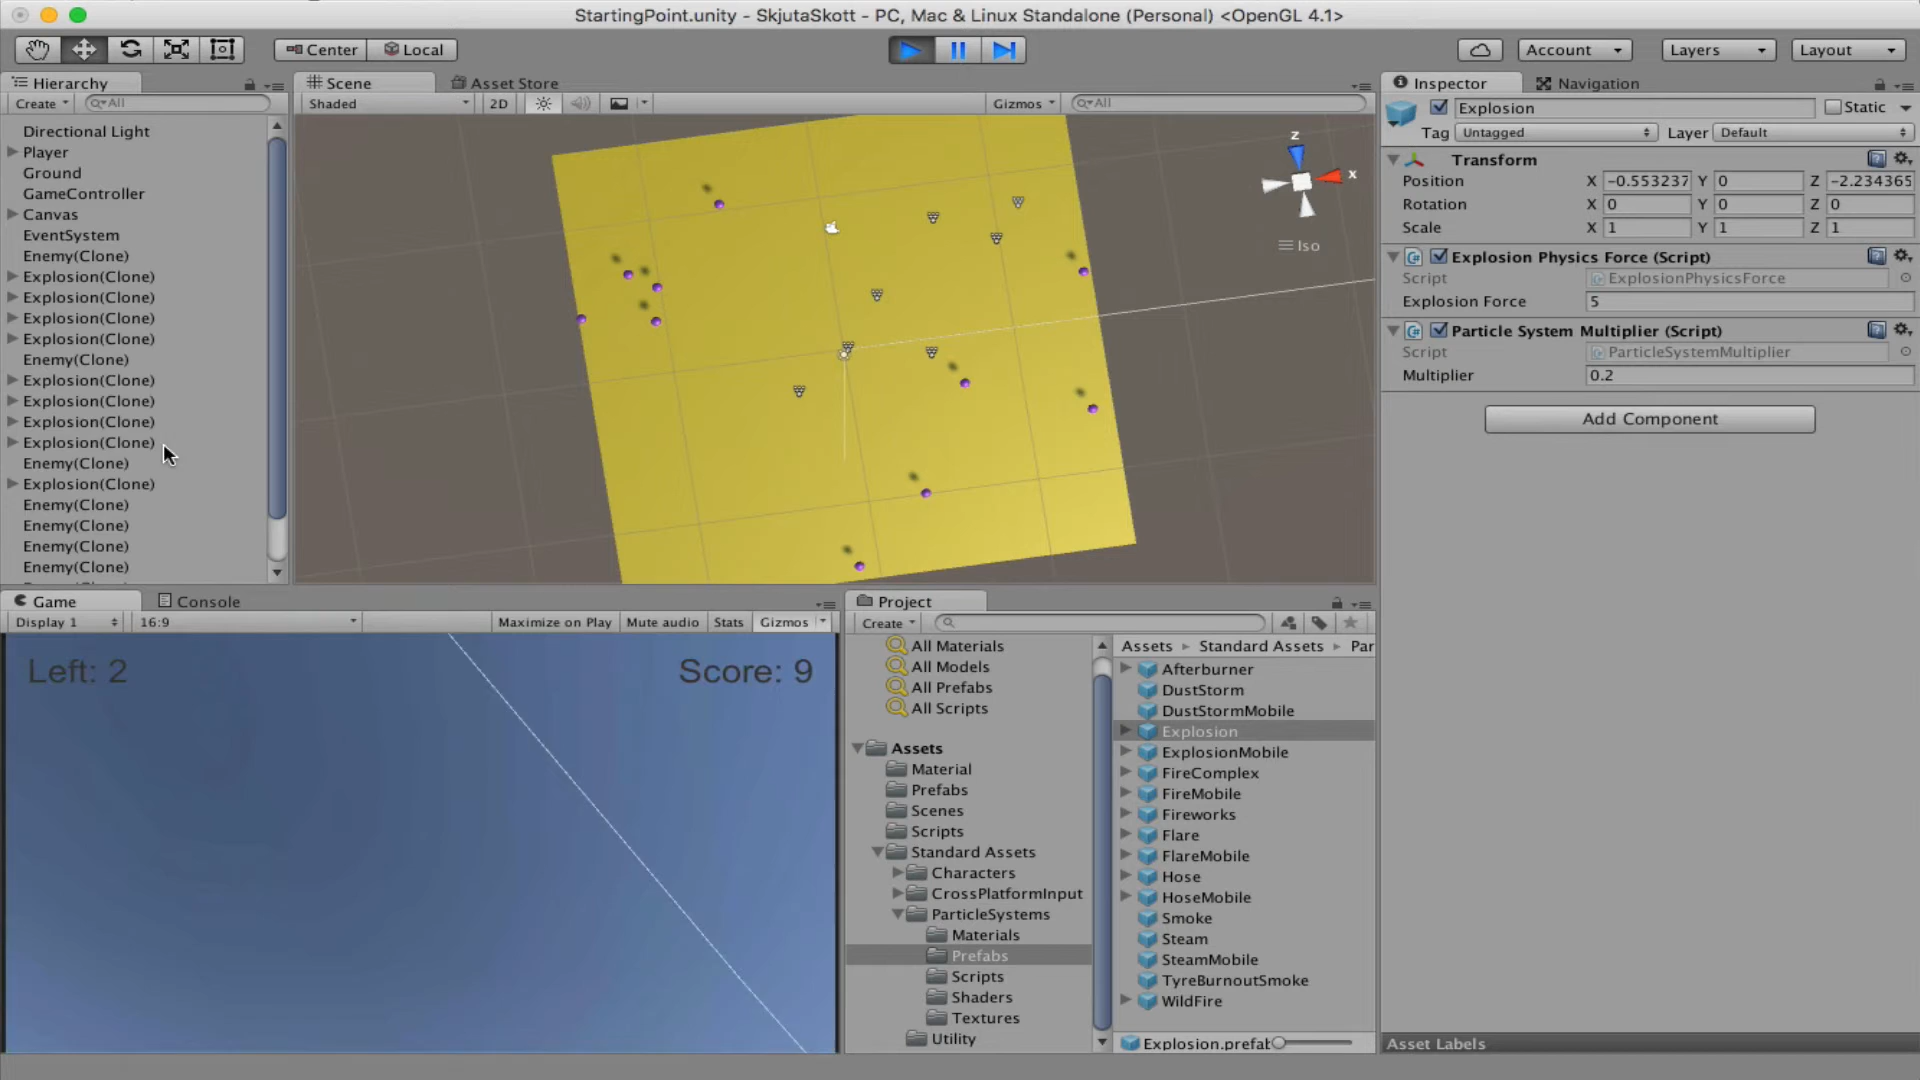 StartingPoint.unity - SkjutaSkott - PC, Mac & Linux Standalone (Personal) <OpenGL 4.1>
Center Local Account Layers Layout
Hierarchy
Create All
Directional Light
Player
Ground
GameController
Canvas
EventSystem
Enemy(Clone)
Explosion(Clone)
Explosion(Clone)
Explosion(Clone)
Explosion(Clone)
Enemy(Clone)
Explosion(Clone)
Explosion(Clone)
Explosion(Clone)
Explosion(Clone)
Enemy(Clone)
Explosion(Clone)
Enemy(Clone)
Enemy(Clone)
Enemy(Clone)
Enemy(Clone)
Scene Asset Store
Shaded 2D Gizmos All
z
x
Iso
Inspector Navigation
Explosion Static
Tag Untagged Layer Default
Transform
Position X -0.553237 Y 0 Z -2.234365
Rotation X 0 Y 0 Z 0
Scale X 1 Y 1 Z 1
Explosion Physics Force (Script)
Script ExplosionPhysicsForce
Explosion Force 5
Particle System Multiplier (Script)
Script ParticleSystemMultiplier
Multiplier 0.2
Add Component
Asset Labels
Game Console
Display 1 16:9 Maximize on Play Mute audio Stats Gizmos
Left: 2 Score: 9
Project
Create
All Materials
All Models
All Prefabs
All Scripts
Assets
Material
Prefabs
Scenes
Scripts
Standard Assets
Characters
CrossPlatformInput
ParticleSystems
Materials
Prefabs
Scripts
Shaders
Textures
Utility
Assets Standard Assets Par
Afterburner
DustStorm
DustStormMobile
Explosion
ExplosionMobile
FireComplex
FireMobile
Fireworks
Flare
FlareMobile
Hose
HoseMobile
Smoke
Steam
SteamMobile
TyreBurnoutSmoke
WildFire
Explosion.prefab